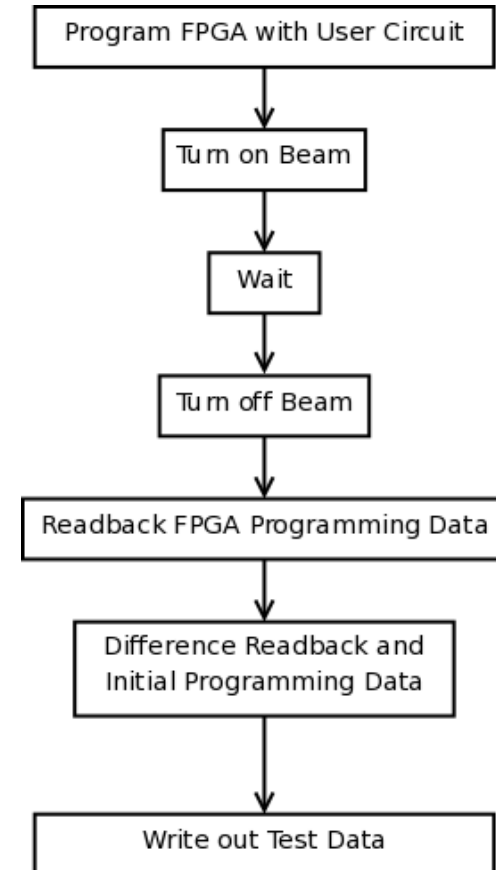 Program FPGA with User Circuit
Turn on Beam
Wait
Turn off Beam
Readback FPGA Programming Data
Difference Readback and
Initial Programming Data
Write out Test Data